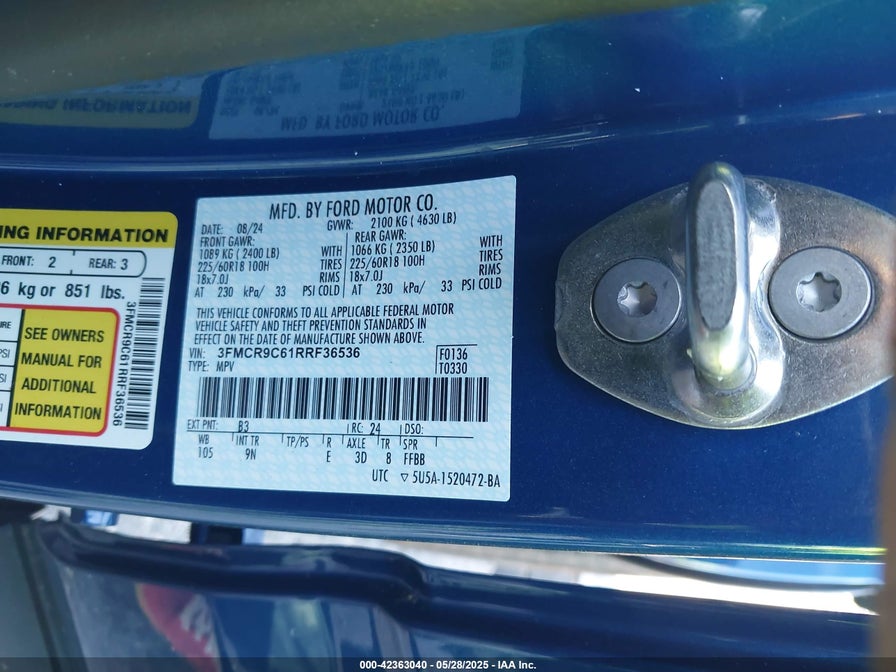 MFD. BY FORD MOTOR CO.
DATE: 08/24 GVWR: 2100 KG ( 4630 LB)
FRONT GAWR: REAR GAWR:
1089 KG ( 2400 LB) WITH 1066 KG ( 2350 LB) WITH
225/60R18 100H TIRES 225/60R18 100H TIRES
18x7.0J RIMS 18x7.0J RIMS
AT 230 kPa/ 33 PSI COLD AT 230 kPa/ 33 PSI COLD
THIS VEHICLE CONFORMS TO ALL APPLICABLE FEDERAL MOTOR
VEHICLE SAFETY AND THEFT PREVENTION STANDARDS IN
EFFECT ON THE DATE OF MANUFACTURE SHOWN ABOVE.
VIN: 3FMCR9C61RRF36536 F0136
TYPE: MPV T0330
EXT PNT: B3 RC: 24 DSO:
WB INT TR TP/PS R AXLE TR SPR
105 9N E 3D 8 FFBB
UTC ▽ 5U5A-1520472-BA
ING INFORMATION
FRONT: 2 REAR: 3
6 kg or 851 lbs.
SEE OWNERS
MANUAL FOR
ADDITIONAL
INFORMATION
3FMCR9C61RRF36536
000-42363040 - 05/28/2025 - IAA Inc.